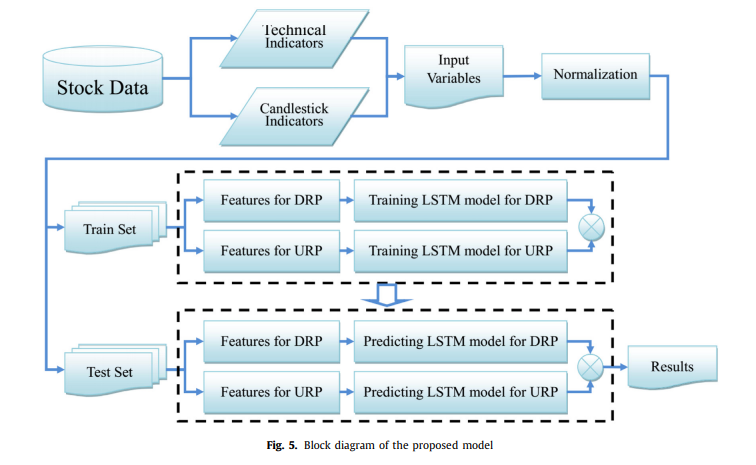 Technical
Indicators
Stock Data
Candlestick
Indicators
Input
Variables
Normalization
Train Set
Features for DRP
Training LSTM model for DRP
Features for URP
Training LSTM model for URP
Test Set
Features for DRP
Predicting LSTM model for DRP
Features for URP
Predicting LSTM model for URP
Results
Fig. 5. Block diagram of the proposed model